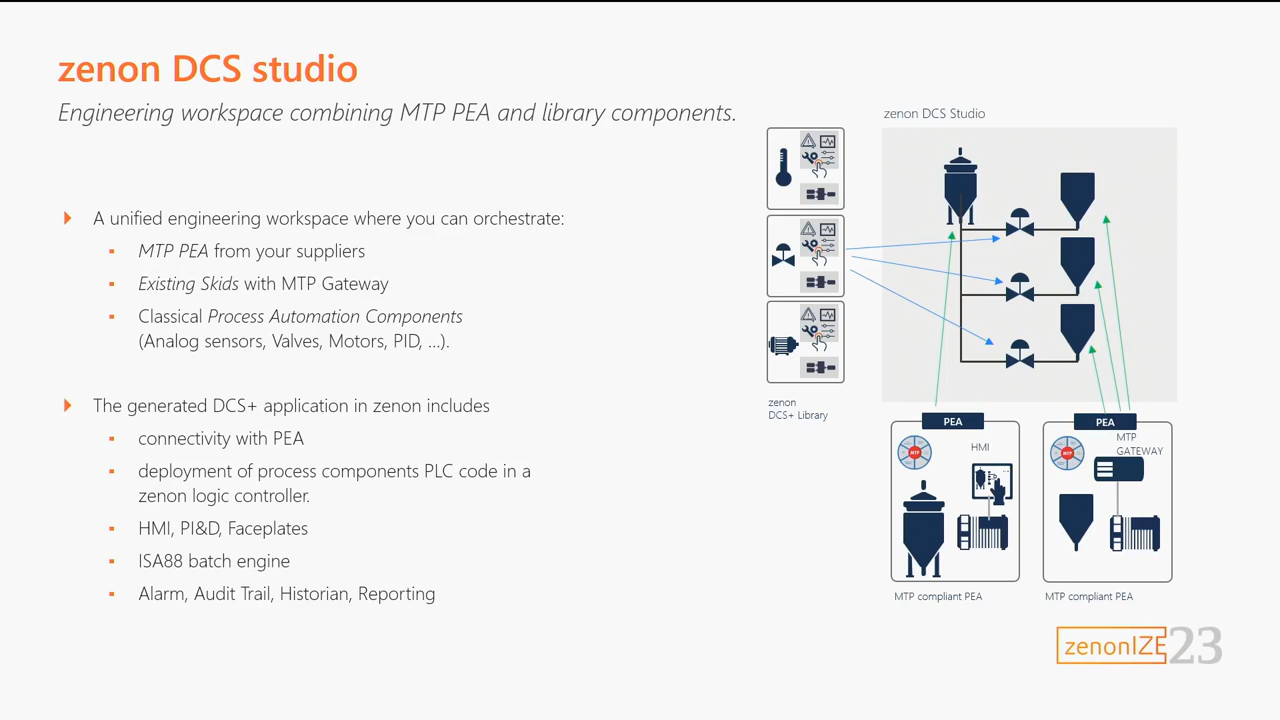 zenon DCS studio
Engineering workspace combining MTP PEA and library components.
A unified engineering workspace where you can orchestrate:
MTP PEA from your suppliers
Existing Skids with MTP Gateway
Classical Process Automation Components
(Analog sensors, Valves, Motors, PID, ...).
The generated DCS+ application in zenon includes
connectivity with PEA
deployment of process components PLC code in a
zenon logic controller.
HMI, PI&D, Faceplates
ISA88 batch engine
Alarm, Audit Trail, Historian, Reporting
zenon DCS Studio
zenon
DCS+ Library
PEA
MTP
HMI
MTP compliant PEA
PEA
MTP
MTP
GATEWAY
MTP compliant PEA
zenonIZE23